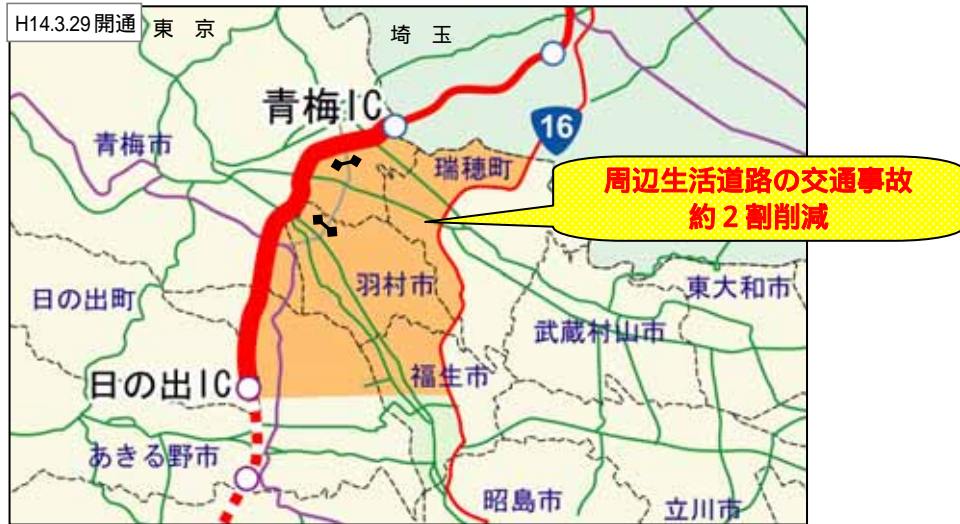 H14.3.29開通
東京
埼玉
青梅IC
16
青梅市
瑞穂町
周辺生活道路の交通事故
約2割削減
羽村市
日の出町
東大和市
武蔵村山市
日の出IC
福生市
あきる野市
昭島市
立川市